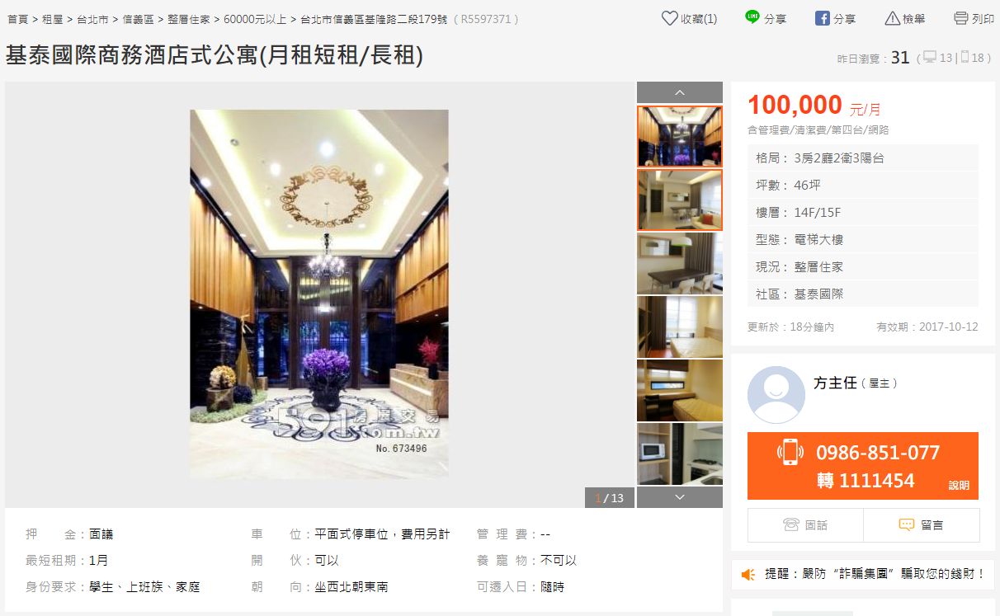 首頁 > 租屋 > 台北市 > 信義區 > 整層住家 > 60000元以上 > 台北市信義區基隆路二段179號 ( R5597371 )
收藏(1)
LINE 分享
f 分享
檢舉
列印
基泰國際商務酒店式公寓(月租短租/長租)
昨日瀏覽：31 ( 13 | 18 )
591房屋交易
.com.tw
No. 673496
1 / 13
100,000 元/月
含管理費/清潔費/第四台/網路
格局： 3房2廳2衛3陽台
坪數： 46坪
樓層： 14F/15F
型態： 電梯大樓
現況： 整層住家
社區： 基泰國際
更新於：18分鐘內 有效期：2017-10-12
方主任 ( 屋主 )
0986-851-077
轉 1111454
說明
固話
留言
提醒：嚴防“詐騙集團”騙取您的錢財！
押金：面議 車位：平面式停車位，費用另計 管理費：--
最短租期：1月 開伙：可以 養寵物：不可以
身份要求：學生、上班族、家庭 朝向：坐西北朝東南 可遷入日：隨時